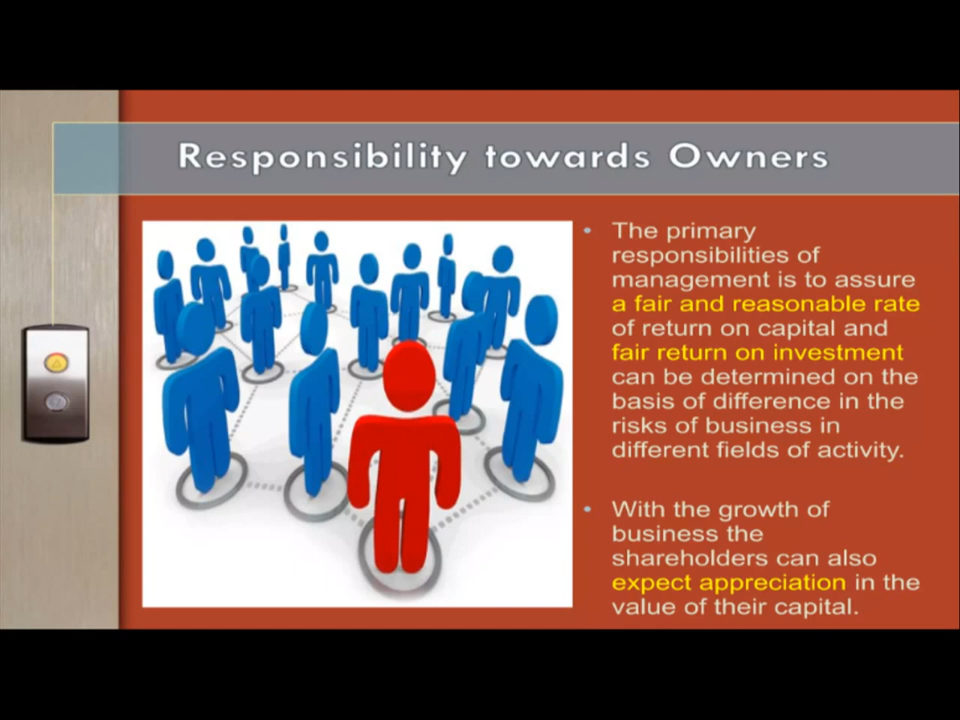 Responsibility towards Owners
• The primary
responsibilities of
management is to assure
a fair and reasonable rate
of return on capital and
fair return on investment
can be determined on the
basis of difference in the
risks of business in
different fields of activity.
• With the growth of
business the
shareholders can also
expect appreciation in the
value of their capital.